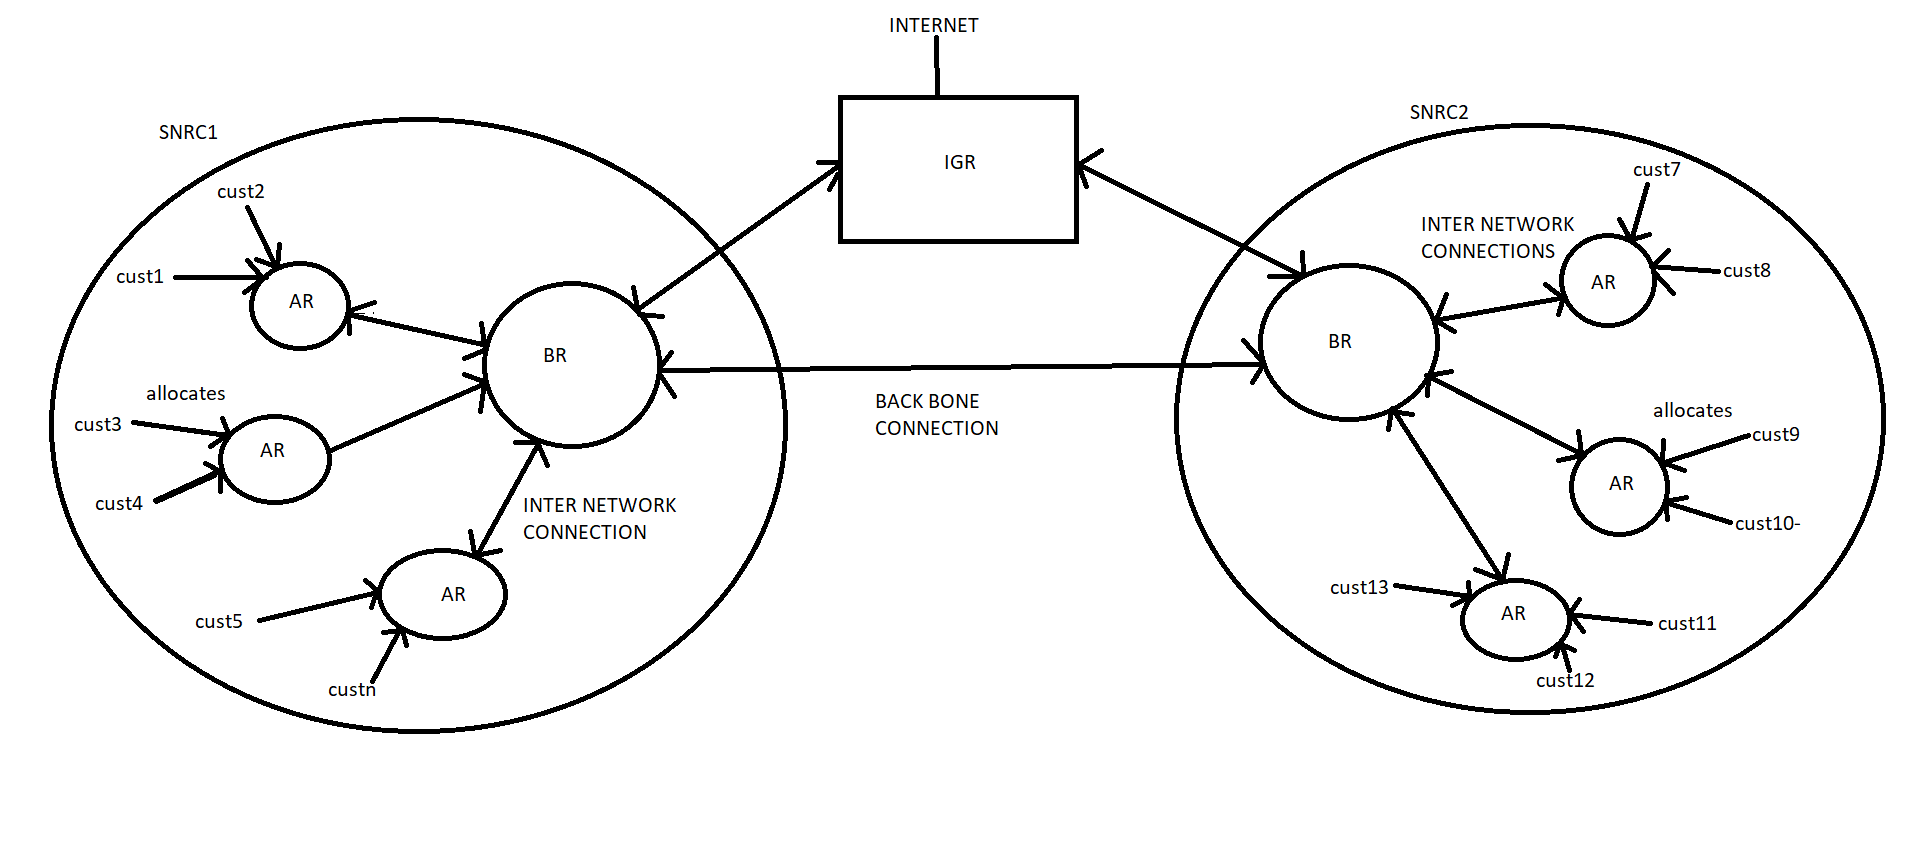 INTERNET
IGR
SNRC1
cust2
cust1
AR
BR
allocates
cust3
AR
cust4
INTER NETWORK
CONNECTION
AR
cust5
custn
BACK BONE
CONNECTION
SNRC2
cust7
INTER NETWORK
CONNECTIONS
AR
cust8
BR
allocates
cust9
AR
cust10-
cust13
AR
cust11
cust12